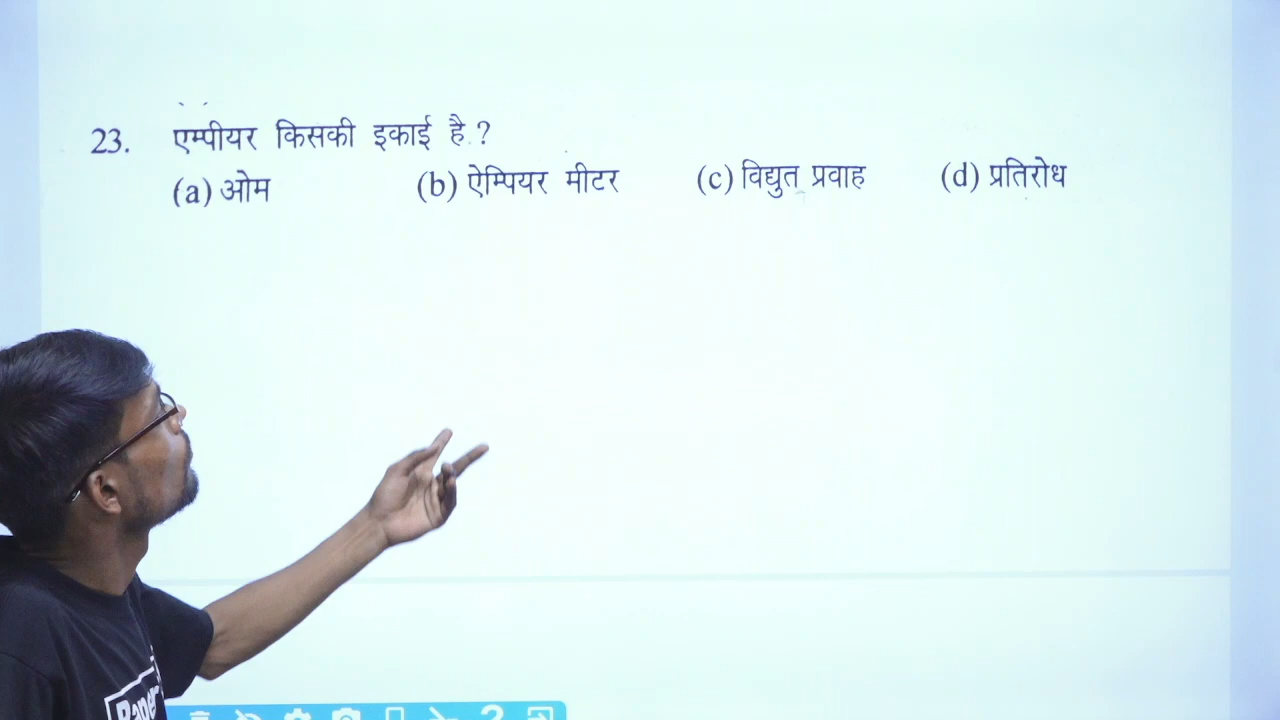 23. एम्पीयर किसकी इकाई है ?
(a) ओम (b) ऐम्पियर मीटर (c) विद्युत प्रवाह (d) प्रतिरोध